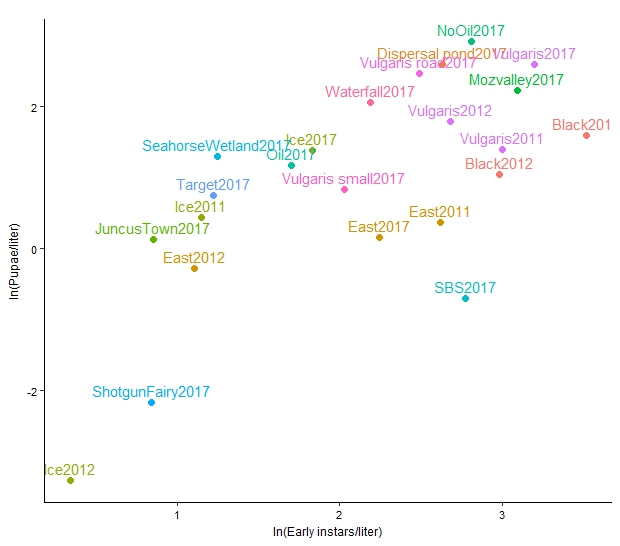 NoOil2017
Dispersal pond2017
Vulgaris2017
Vulgaris road2017
Mozvalley2017
Waterfall2017
Vulgaris2012
Black201
Ice2017
Vulgaris2011
SeahorseWetland2017
Oil2017
Black2012
Vulgaris small2017
Target2017
Ice2011
East2011
JuncusTown2017
East2017
East2012
SBS2017
ShotgunFairy2017
Ice2012
2
0
-2
1
2
3
ln(Pupae/liter)
ln(Early instars/liter)